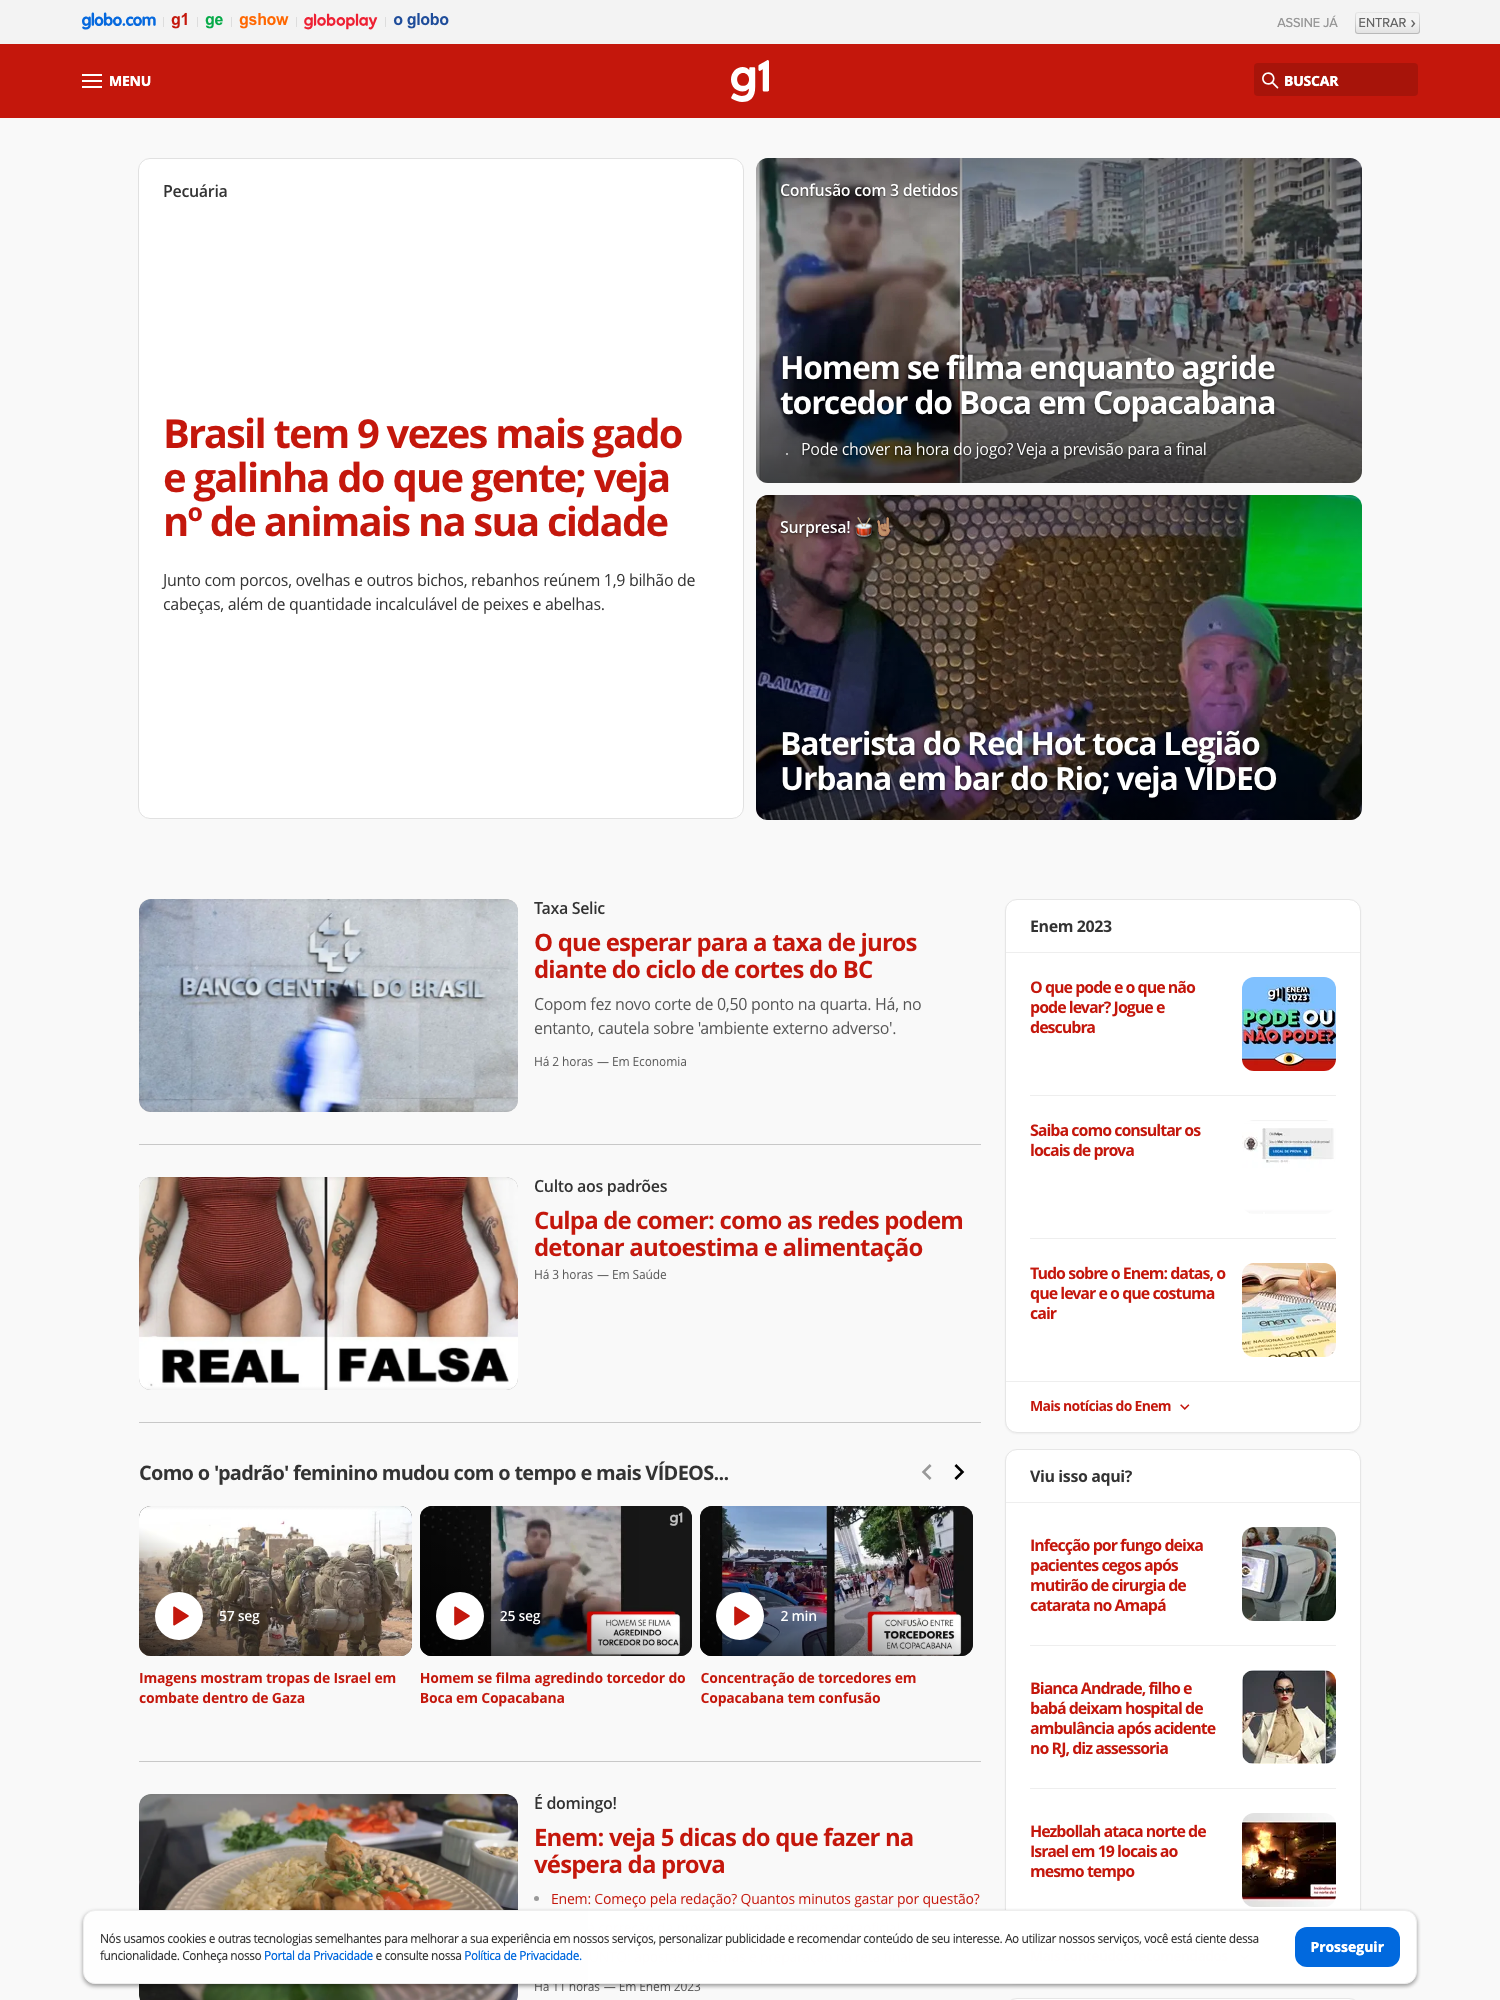 globo.com g1 ge gshow globoplay o globo ASSINE JÁ ENTRAR ›
MENU g1 BUSCAR
Pecuária
Brasil tem 9 vezes mais gado
e galinha do que gente; veja
nº de animais na sua cidade
Junto com porcos, ovelhas e outros bichos, rebanhos reúnem 1,9 bilhão de
cabeças, além de quantidade incalculável de peixes e abelhas.
Confusão com 3 detidos
Homem se filma enquanto agride
torcedor do Boca em Copacabana
. Pode chover na hora do jogo? Veja a previsão para a final
Surpresa! 🥁🤘🏽
P.ALMEID
Baterista do Red Hot toca Legião
Urbana em bar do Rio; veja VÍDEO
BANCO CENTRAL DO BRASIL
Taxa Selic
O que esperar para a taxa de juros
diante do ciclo de cortes do BC
Copom fez novo corte de 0,50 ponto na quarta. Há, no
entanto, cautela sobre 'ambiente externo adverso'.
Há 2 horas — Em Economia
REAL FALSA
Culto aos padrões
Culpa de comer: como as redes podem
detonar autoestima e alimentação
Há 3 horas — Em Saúde
Como o 'padrão' feminino mudou com o tempo e mais VÍDEOS...
57 seg
Imagens mostram tropas de Israel em
combate dentro de Gaza
g1
25 seg
HOMEM SE FILMA
AGREDINDO
TORCEDOR DO BOCA
Homem se filma agredindo torcedor do
Boca em Copacabana
2 min
CONFUSÃO ENTRE
TORCEDORES
EM COPACABANA
Concentração de torcedores em
Copacabana tem confusão
É domingo!
Enem: veja 5 dicas do que fazer na
véspera da prova
Enem: Começo pela redação? Quantos minutos gastar por questão?
Há 11 horas — Em Enem 2023
Enem 2023
O que pode e o que não
pode levar? Jogue e
descubra
g1 ENEM
2023
PODE OU
NÃO PODE?
Saiba como consultar os
locais de prova
LOCAL DE PROVA
Tudo sobre o Enem: datas, o
que levar e o que costuma
cair
enem
ME NACIONAL DO ENSINO MÉDIO
enem
Mais notícias do Enem
Viu isso aqui?
Infecção por fungo deixa
pacientes cegos após
mutirão de cirurgia de
catarata no Amapá
Bianca Andrade, filho e
babá deixam hospital de
ambulância após acidente
no RJ, diz assessoria
Hezbollah ataca norte de
Israel em 19 locais ao
mesmo tempo
Nós usamos cookies e outras tecnologias semelhantes para melhorar a sua experiência em nossos serviços, personalizar publicidade e recomendar conteúdo de seu interesse. Ao utilizar nossos serviços, você está ciente dessa
funcionalidade. Conheça nosso Portal da Privacidade e consulte nossa Política de Privacidade.
Prosseguir